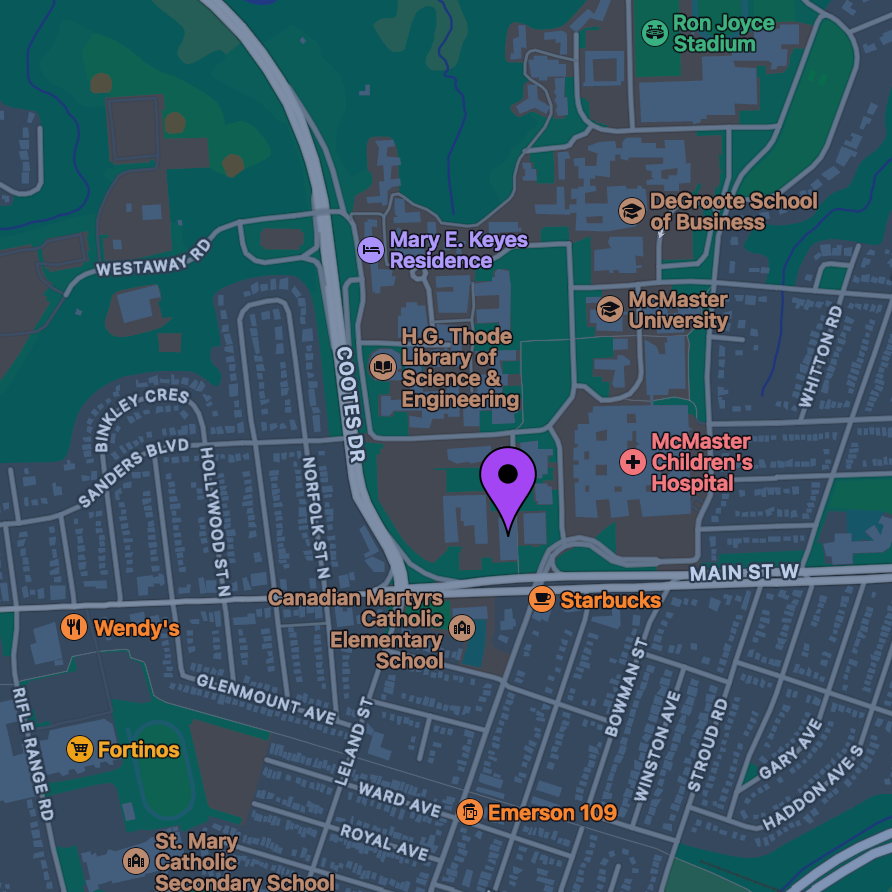 Ron Joyce
Stadium
DeGroote School
of Business
Mary E. Keyes
Residence
WESTAWAY RD
McMaster
University
H.G. Thode
Library of
Science &
Engineering
WHITTON RD
COOTES DR
BINKLEY CRES
SANDERS BLVD
HOLLYWOOD ST N
NORFOLK ST N
McMaster
Children's
Hospital
MAIN ST W
Canadian Martyrs
Catholic
Elementary
School
Starbucks
Wendy's
GLENMOUNT AVE
BOWMAN ST
RIFLE RANGE RD
LELAND ST
WINSTON AVE
STROUD RD
GARY AVE
HADDON AVE S
Fortinos
WARD AVE
Emerson 109
ROYAL AVE
St. Mary
Catholic
Secondary School